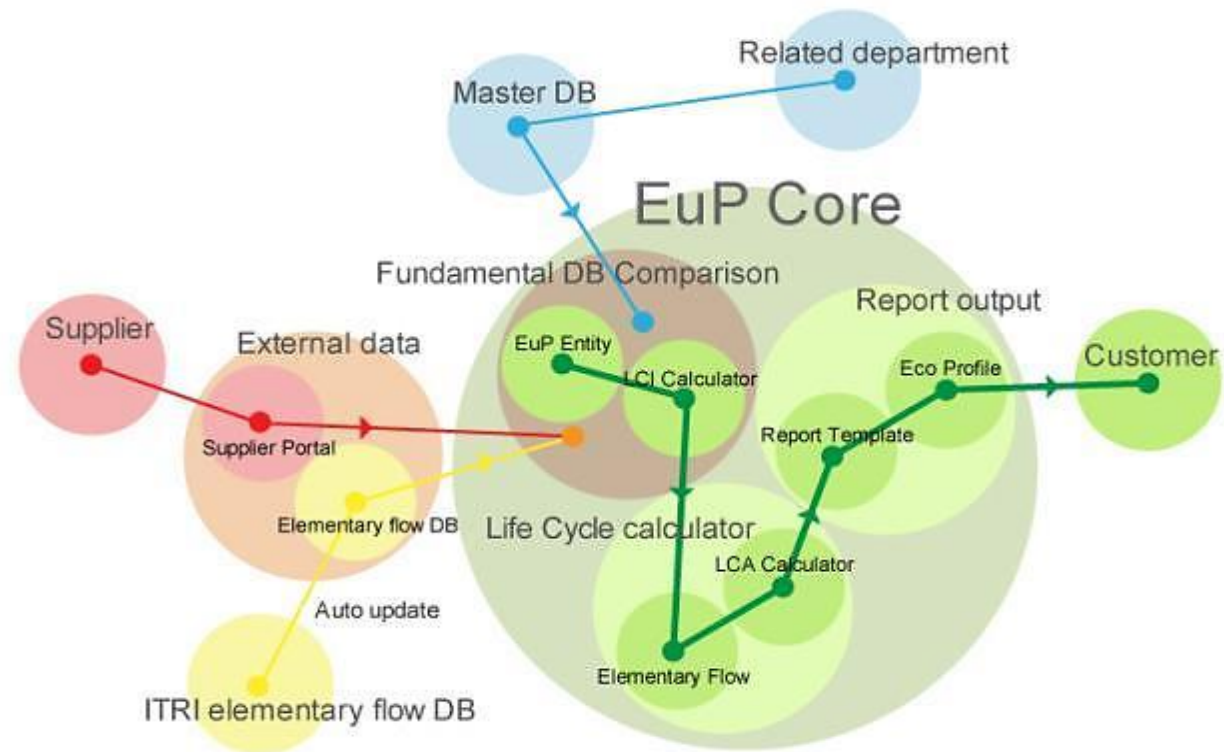 Related department
Master DB
EuP Core
Fundamental DB Comparison
Report output
Supplier
External data
EuP Entity
LCI Calculator
Eco Profile
Customer
Supplier Portal
Report Template
Elementary flow DB
Life Cycle calculator
LCA Calculator
Auto update
Elementary Flow
ITRI elementary flow DB